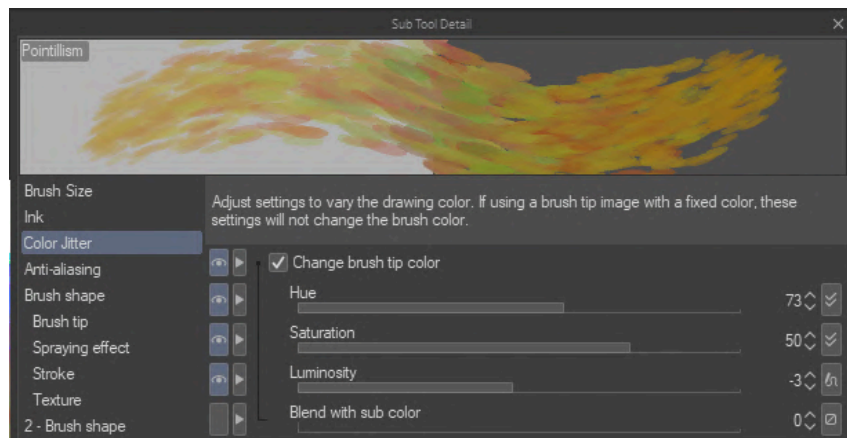 Sub Tool Detail
Pointillism
Brush Size
Ink
Color Jitter
Anti-aliasing
Brush shape
Brush tip
Spraying effect
Stroke
Texture
2 - Brush shape
Adjust settings to vary the drawing color. If using a brush tip image with a fixed color, these
settings will not change the brush color.
Change brush tip color
Hue 73
Saturation 50
Luminosity -3
Blend with sub color 0